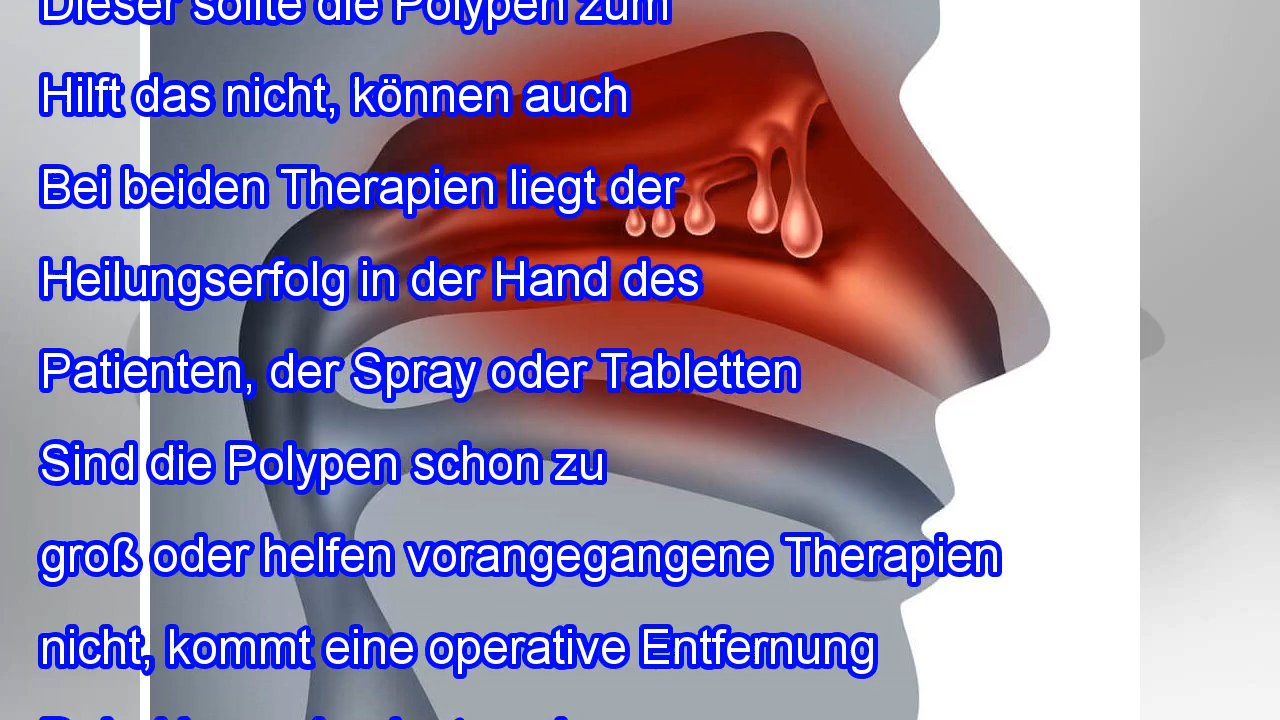 Dieser sollte die Polypen zum
Hilft das nicht, können auch
Bei beiden Therapien liegt der
Heilungserfolg in der Hand des
Patienten, der Spray oder Tabletten
Sind die Polypen schon zu
groß oder helfen vorangegangene Therapien
nicht, kommt eine operative Entfernung